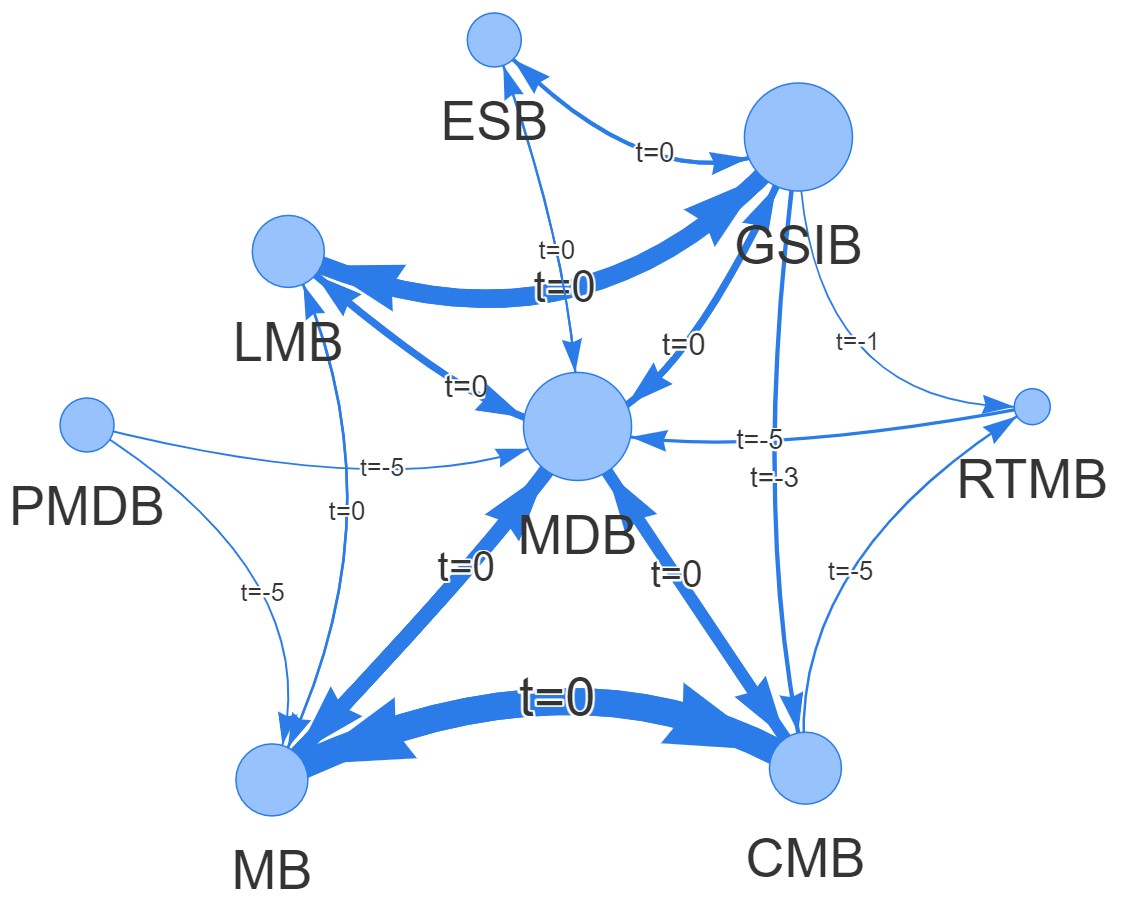 ESB
t=0
GSIB
t=0
t=0
LMB
t=0
t=-1
t=0
PMDB
t=-5
t=-5
t=-3
RTMB
MDB
t=0
t=0
t=0
t=-5
t=-5
t=0
MB
CMB